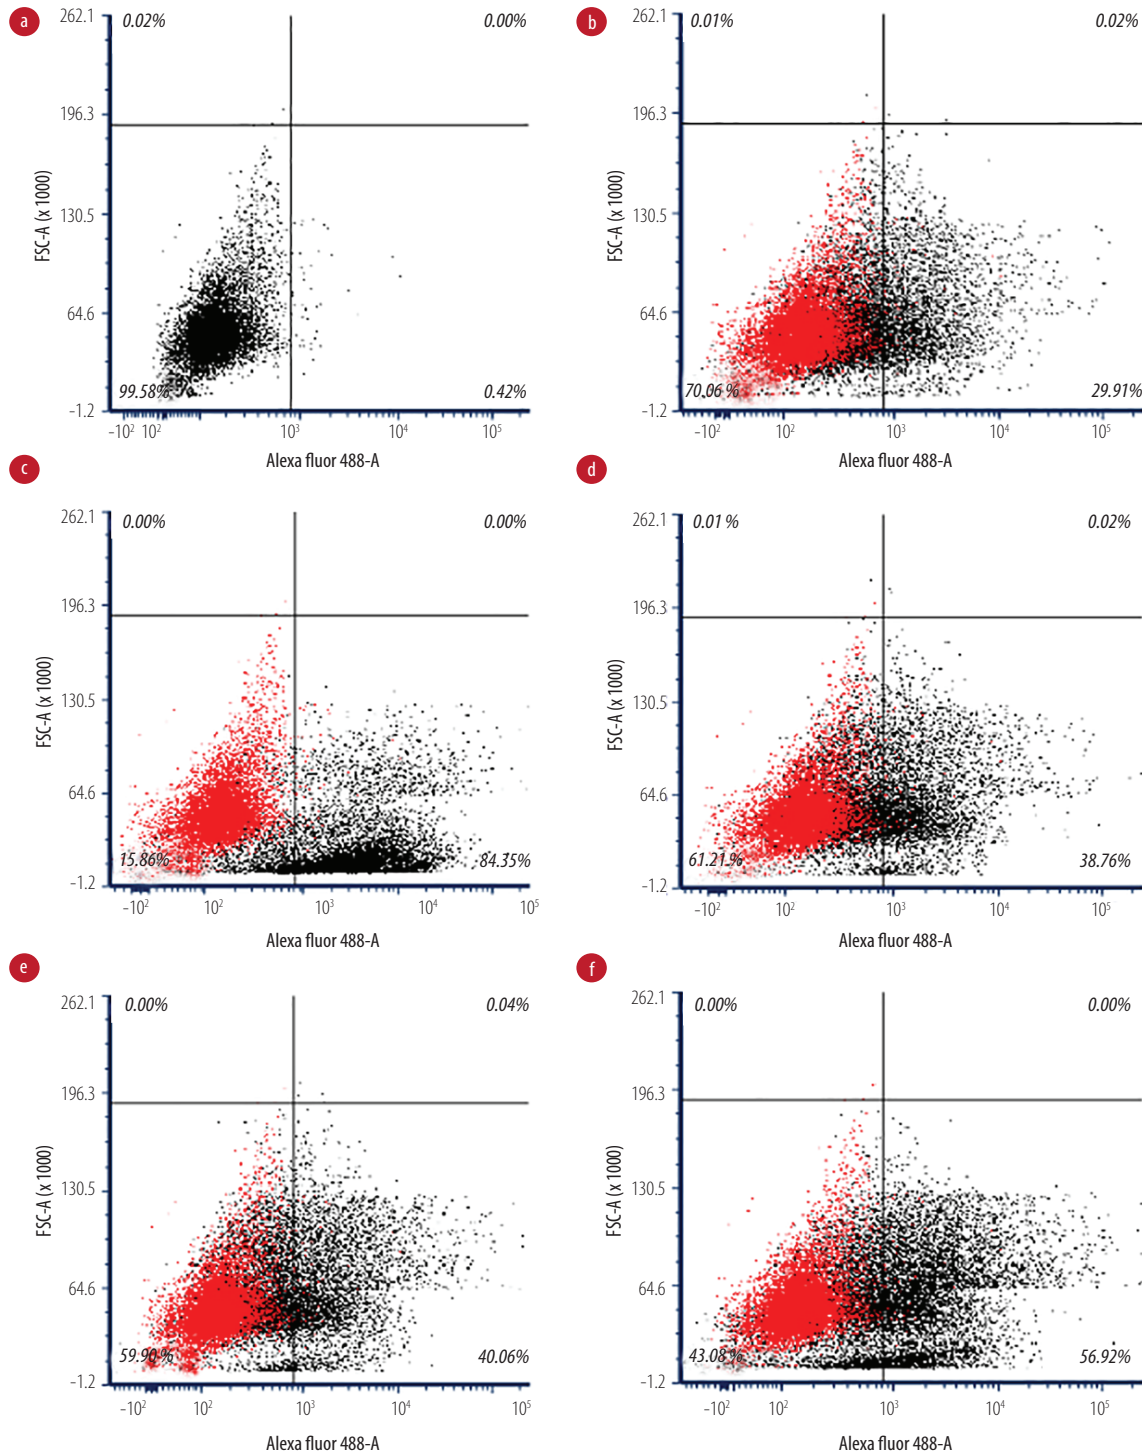 a
262.1
0.02%
0.00%
196.3
130.5
64.6
-1.2
FSC-A (x 1000)
99.58%
0.42%
-10² 10² 10³ 10⁴ 10⁵
Alexa fluor 488-A
b
262.1
0.01%
0.02%
196.3
130.5
64.6
-1.2
FSC-A (x 1000)
70.06 %
29.91%
-10² 10² 10³ 10⁴ 10⁵
Alexa fluor 488-A
c
262.1
0.00%
0.00%
196.3
130.5
64.6
-1.2
FSC-A (x 1000)
15.86%
84.35%
-10² 10² 10³ 10⁴ 10⁵
Alexa fluor 488-A
d
262.1
0.01 %
0.02%
196.3
130.5
64.6
-1.2
FSC-A (x 1000)
61.21 %
38.76%
-10² 10² 10³ 10⁴ 10⁵
Alexa fluor 488-A
e
262.1
0.00%
0.04%
196.3
130.5
64.6
-1.2
FSC-A (x 1000)
59.90 %
40.06%
-10² 10² 10³ 10⁴ 10⁵
Alexa fluor 488-A
f
262.1
0.00%
0.00%
196.3
130.5
64.6
-1.2
FSC-A (x 1000)
43.08 %
56.92%
-10² 10² 10³ 10⁴ 10⁵
Alexa fluor 488-A